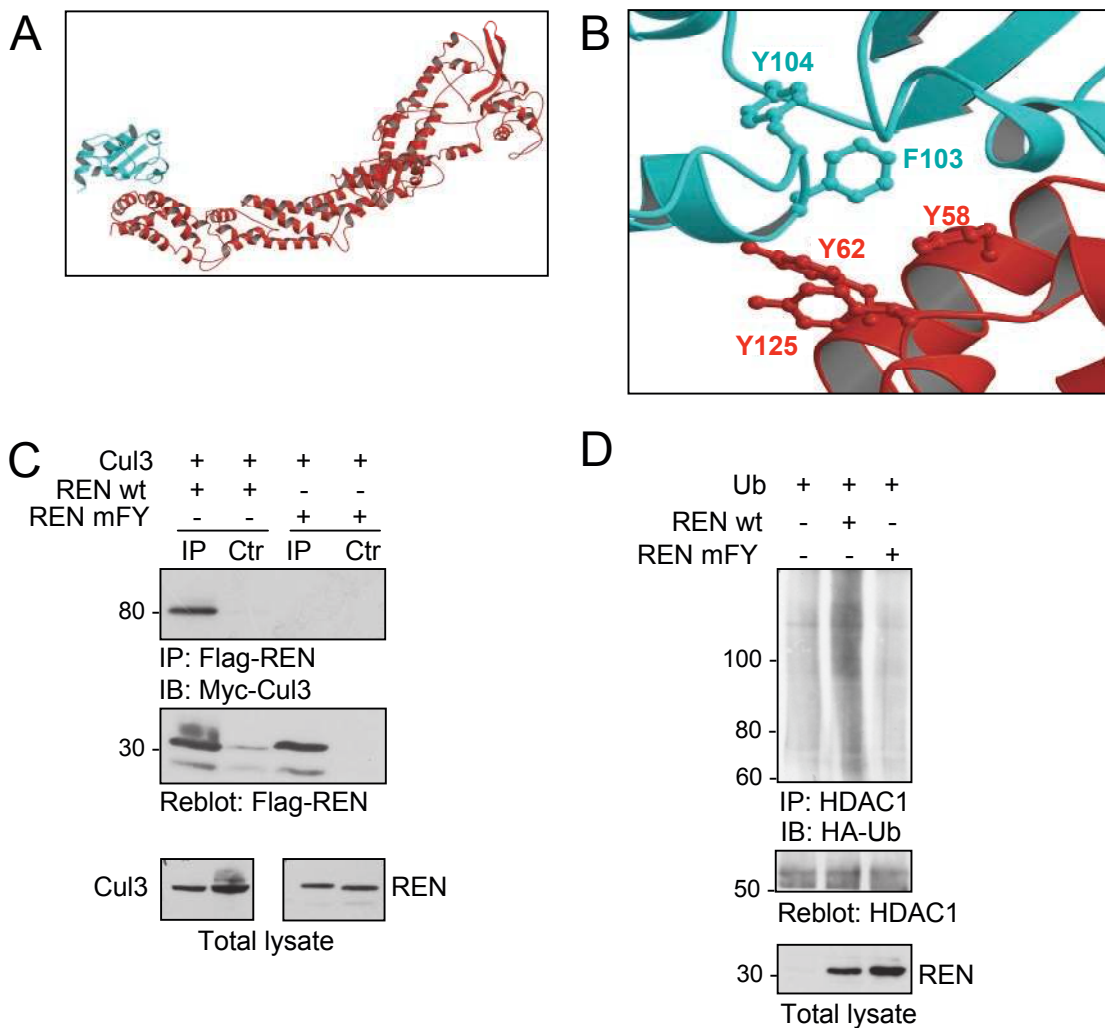 A
B
Y104
F103
Y58
Y62
Y125
C
Cul3 + + + +
REN wt + + - -
REN mFY - - + +
IP Ctr IP Ctr
80 -
IP: Flag-REN
IB: Myc-Cul3
30 -
Reblot: Flag-REN
Cul3 REN
Total lysate
D
Ub + + +
REN wt - + -
REN mFY - - +
100 -
80 -
60 -
IP: HDAC1
IB: HA-Ub
50 -
Reblot: HDAC1
30 - REN
Total lysate